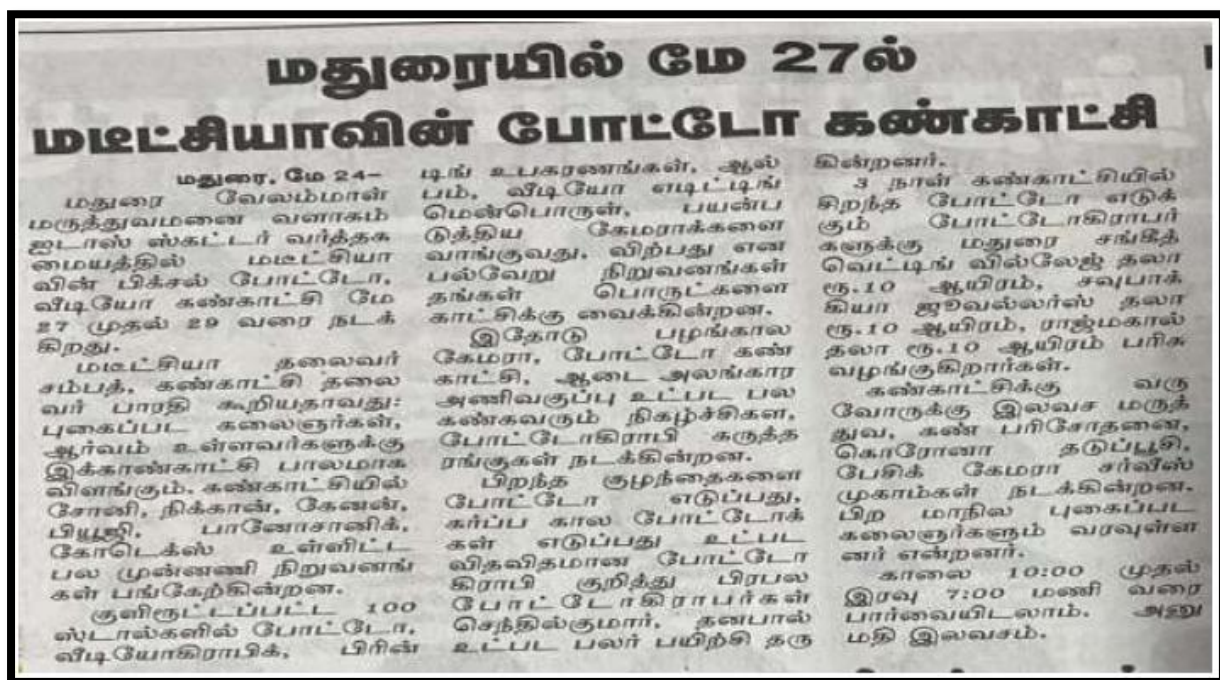 மதுரையில் மே 27ல்
மடீட்சியாவின் போட்டோ கண்காட்சி
மதுரை, மே 24–
மதுரை வேலம்மாள்
மருத்துவமனை வளாகம்
ஐடாஸ் ஸ்கட்டர் வர்த்தக
மையத்தில் மடீட்சியா
வின் பிக்சல் போட்டோ,
வீடியோ கண்காட்சி மே
27 முதல் 29 வரை நடக்
கிறது.
மடீட்சியா தலைவர்
சம்பத், கண்காட்சி தலை
வர் பாரதி கூறியதாவது:
புகைப்பட கலைஞர்கள்,
ஆர்வம் உள்ளவர்களுக்கு
இக்காண்காட்சி பாலமாக
விளங்கும். கண்காட்சியில்
சோனி, நிக்கான், கேனன்,
பியூஜி, பானோசானிக்,
கோடெக்ஸ் உள்ளிட்ட
பல முன்னணி நிறுவனங்
கள் பங்கேற்கின்றன.
குளிரூட்டப்பட்ட 100
ஸ்டால்களில் போட்டோ,
வீடியோகிராபிக், பிரின்
டிங் உபகரணங்கள், ஆல்
பம், வீடியோ எடிட்டிங்
மென்பொருள், பயன்ப
டுத்திய கேமராக்களை
வாங்குவது, விற்பது என
பல்வேறு நிறுவனங்கள்
தங்கள் பொருட்களை
காட்சிக்கு வைக்கின்றன.
இதோடு பழங்கால
கேமரா, போட்டோ கண்
காட்சி, ஆடை அலங்கார
அணிவகுப்பு உட்பட பல
கண்கவரும் நிகழ்ச்சிகள்,
போட்டோகிராபி கருத்த
ரங்குகள் நடக்கின்றன.
பிறந்த குழந்தைகளை
போட்டோ எடுப்பது,
கர்ப்ப கால போட்டோக்
கள் எடுப்பது உட்பட
விதவிதமான போட்டோ
கிராபி குறித்து பிரபல
போட்டோகிராபர்கள்
செந்தில்குமார், தனபால்
உட்பட பலர் பயிற்சி தரு
கின்றனர்.
3 நாள் கண்காட்சியில்
சிறந்த போட்டோ எடுக்
கும் போட்டோகிராபர்
களுக்கு மதுரை சங்கீத்
வெட்டிங் வில்லேஜ் தலா
ரூ.10 ஆயிரம், சவுபாக்
கியா ஜூவல்லர்ஸ் தலா
ரூ.10 ஆயிரம், ராஜ்மகால்
தலா ரூ.10 ஆயிரம் பரிசு
வழங்குகிறார்கள்.
கண்காட்சிக்கு வரு
வோருக்கு இலவச மருத்
துவ, கண் பரிசோதனை,
கொரோனா தடுப்பூசி,
பேசிக் கேமரா சர்வீஸ்
முகாம்கள் நடக்கின்றன.
பிற மாநில புகைப்பட
கலைஞர்களும் வரவுள்ள
னர் என்றனர்.
காலை 10:00 முதல்
இரவு 7:00 மணி வரை
பார்வையிடலாம். அனு
மதி இலவசம்.